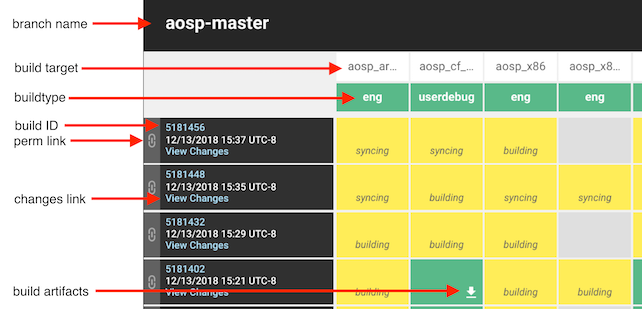 branch name
aosp-master
build target
aosp_ar... aosp_cf_... aosp_x86 aosp_x8...
buildtype
eng userdebug eng eng
build ID
5181456
perm link
12/13/2018 15:37 UTC-8
View Changes
syncing syncing building
5181448
12/13/2018 15:35 UTC-8
changes link
View Changes
syncing building syncing syncing
5181432
12/13/2018 15:29 UTC-8
View Changes
building building building
5181402
12/13/2018 15:21 UTC-8
build artifacts
View Changes
building building building